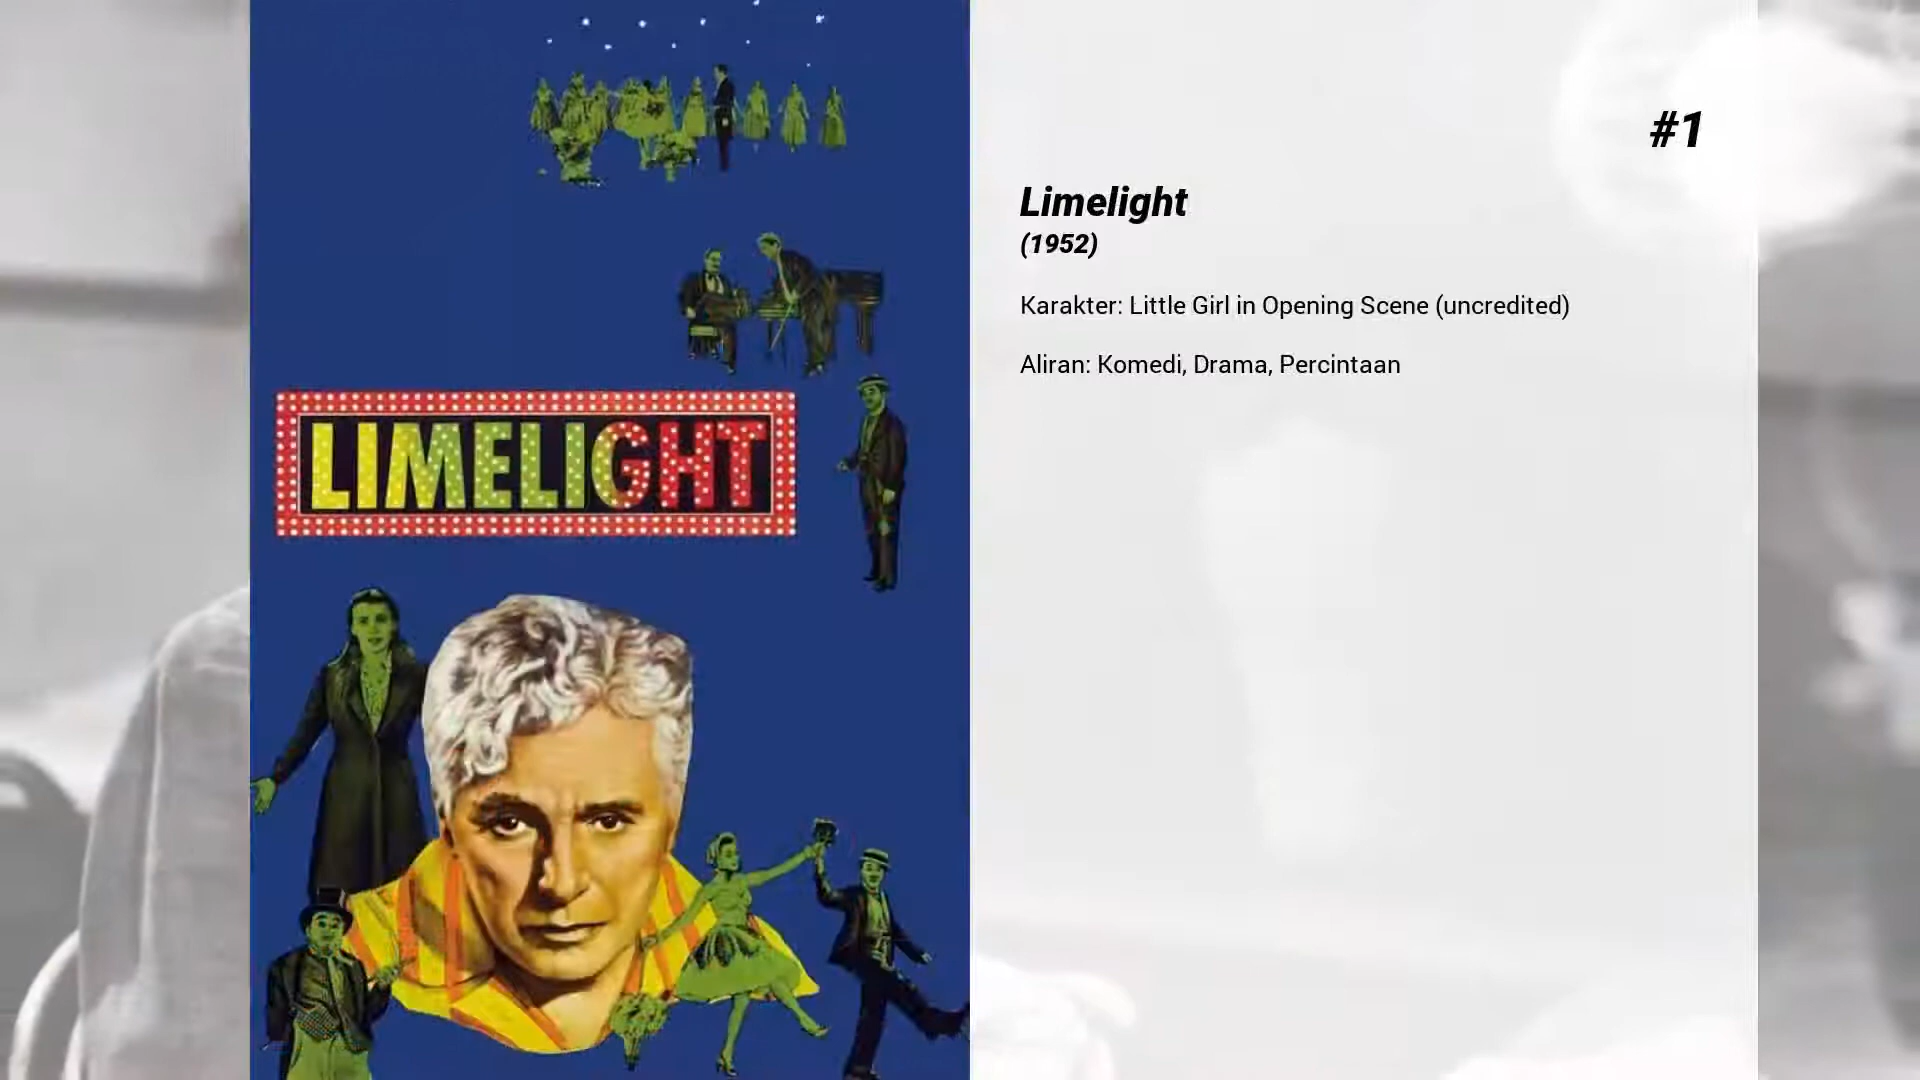 #1
Limelight
(1952)
Karakter: Little Girl in Opening Scene (uncredited)
Aliran: Komedi, Drama, Percintaan
LIMELIGHT